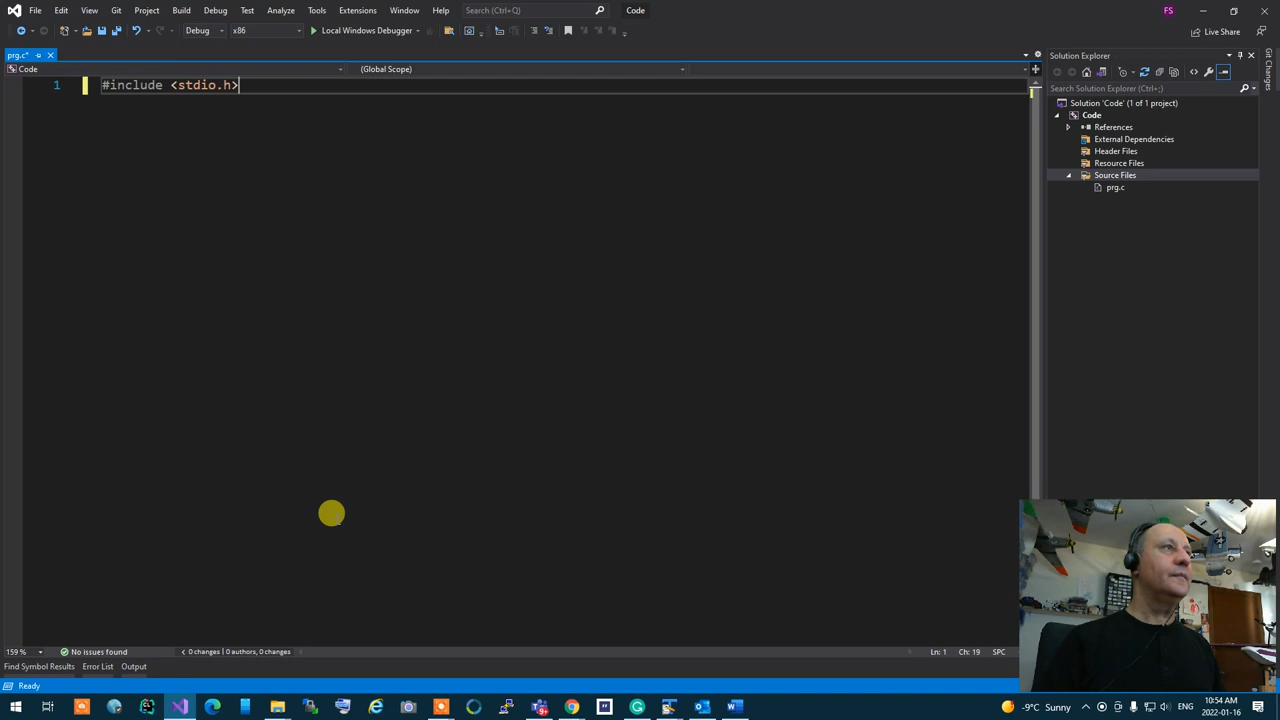 File Edit View Git Project Build Debug Test Analyze Tools Extensions Window Help Search (Ctrl+Q) Code FS
Debug x86 Local Windows Debugger Live Share
prg.c* Solution Explorer
Code (Global Scope)
1 #include <stdio.h>
Search Solution Explorer (Ctrl+;)
Solution 'Code' (1 of 1 project)
Code
References
External Dependencies
Header Files
Resource Files
Source Files
prg.c
Git Changes
159 % No issues found 0 changes | 0 authors, 0 changes Ln: 1 Ch: 19 SPC
Find Symbol Results Error List Output
Ready
-9°C Sunny ENG 10:54 AM
2022-01-16